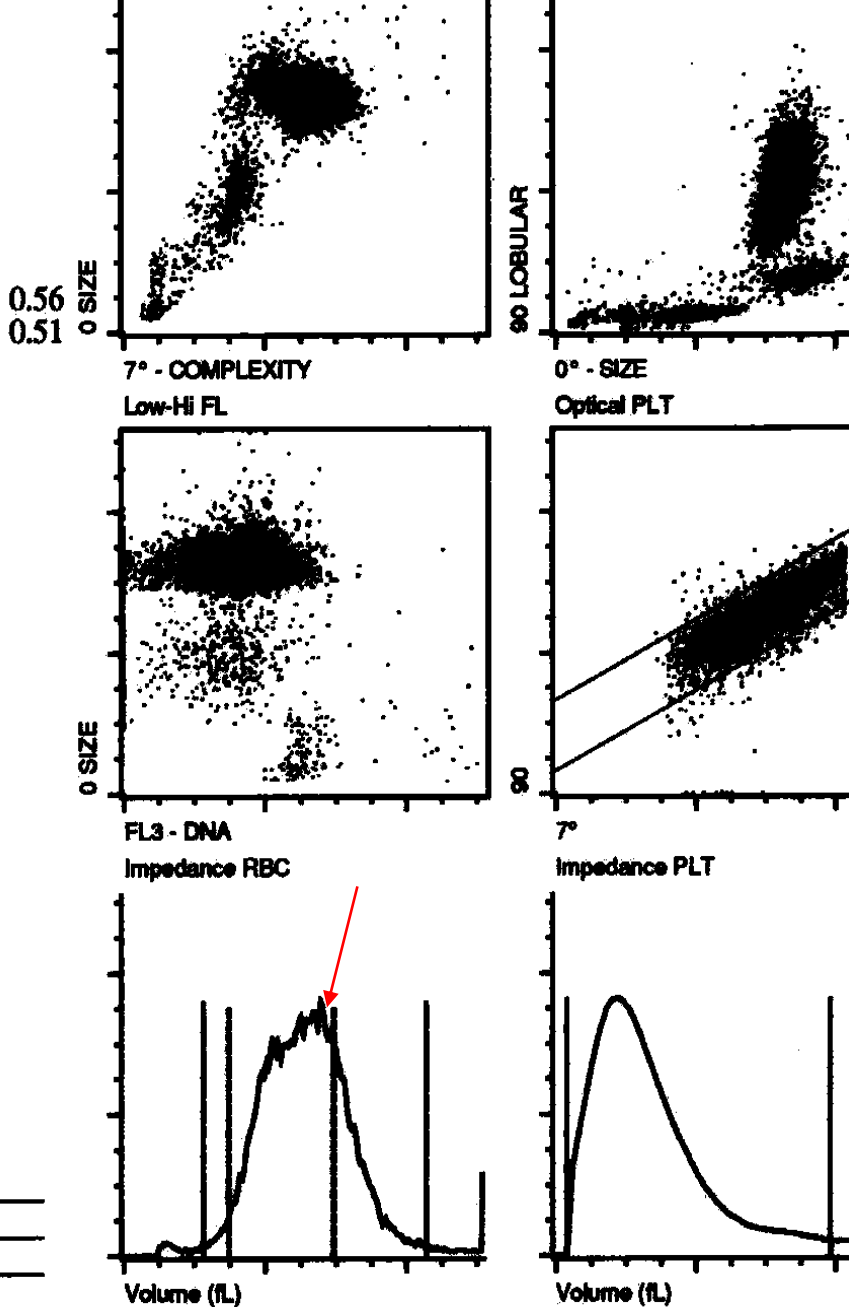 0 SIZE
90 LOBULAR
0.56
0.51
7° - COMPLEXITY
0° - SIZE
Low-Hi FL
Optical PLT
0 SIZE
90
FL3 - DNA
7°
Impedance RBC
Impedance PLT
Volume (fL)
Volume (fL)